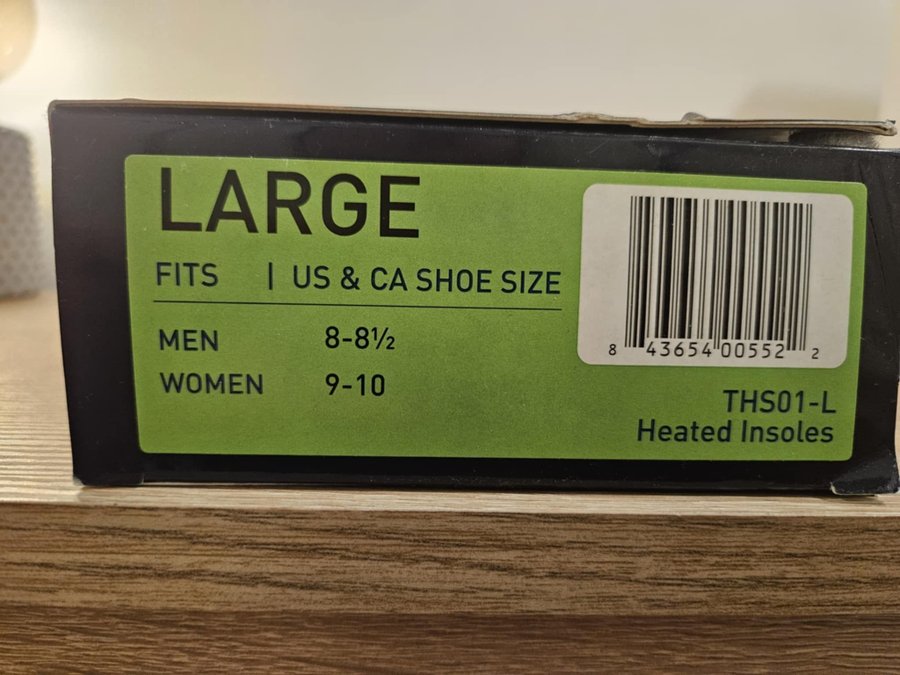 LARGE
FITS | US & CA SHOE SIZE
MEN 8-8½
WOMEN 9-10
8 43654 00552 2
THS01-L
Heated Insoles